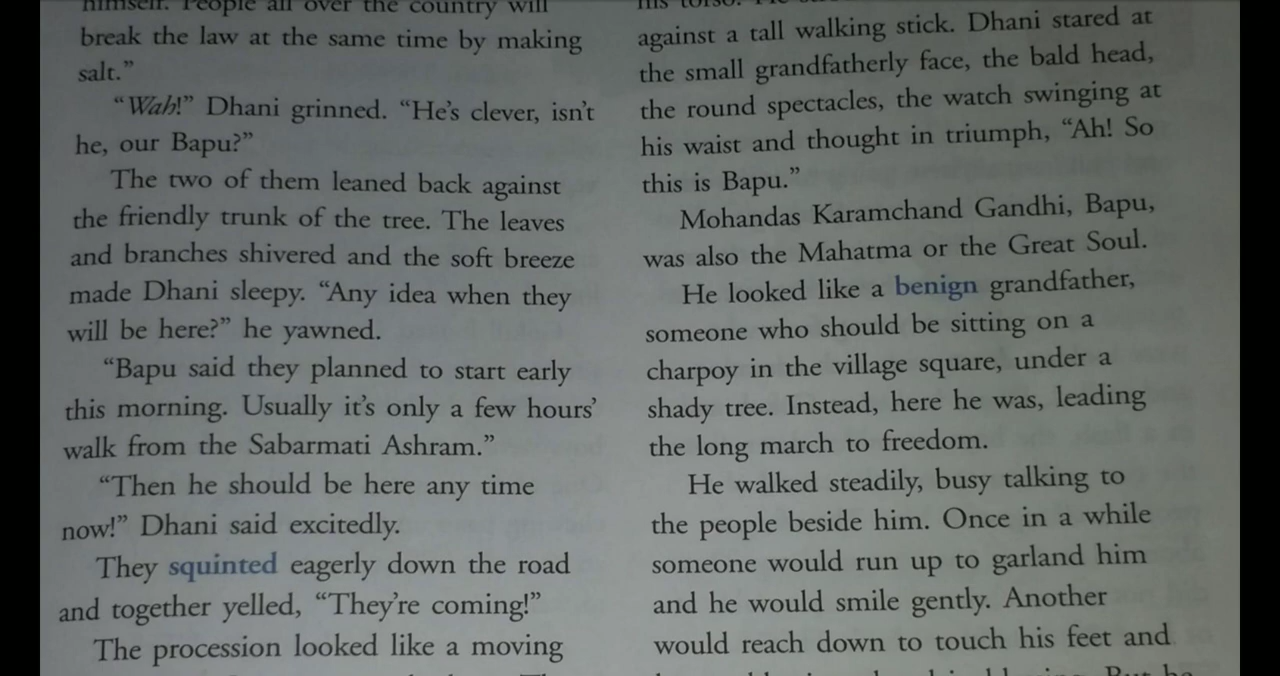 himself. People all over the country will
break the law at the same time by making
salt.”
“Wah!” Dhani grinned. “He’s clever, isn’t
he, our Bapu?”
The two of them leaned back against
the friendly trunk of the tree. The leaves
and branches shivered and the soft breeze
made Dhani sleepy. “Any idea when they
will be here?” he yawned.
“Bapu said they planned to start early
this morning. Usually it’s only a few hours’
walk from the Sabarmati Ashram.”
“Then he should be here any time
now!” Dhani said excitedly.
They squinted eagerly down the road
and together yelled, “They’re coming!”
The procession looked like a moving
his torso. He
against a tall walking stick. Dhani stared at
the small grandfatherly face, the bald head,
the round spectacles, the watch swinging at
his waist and thought in triumph, “Ah! So
this is Bapu.”
Mohandas Karamchand Gandhi, Bapu,
was also the Mahatma or the Great Soul.
He looked like a benign grandfather,
someone who should be sitting on a
charpoy in the village square, under a
shady tree. Instead, here he was, leading
the long march to freedom.
He walked steadily, busy talking to
the people beside him. Once in a while
someone would run up to garland him
and he would smile gently. Another
would reach down to touch his feet and
But he